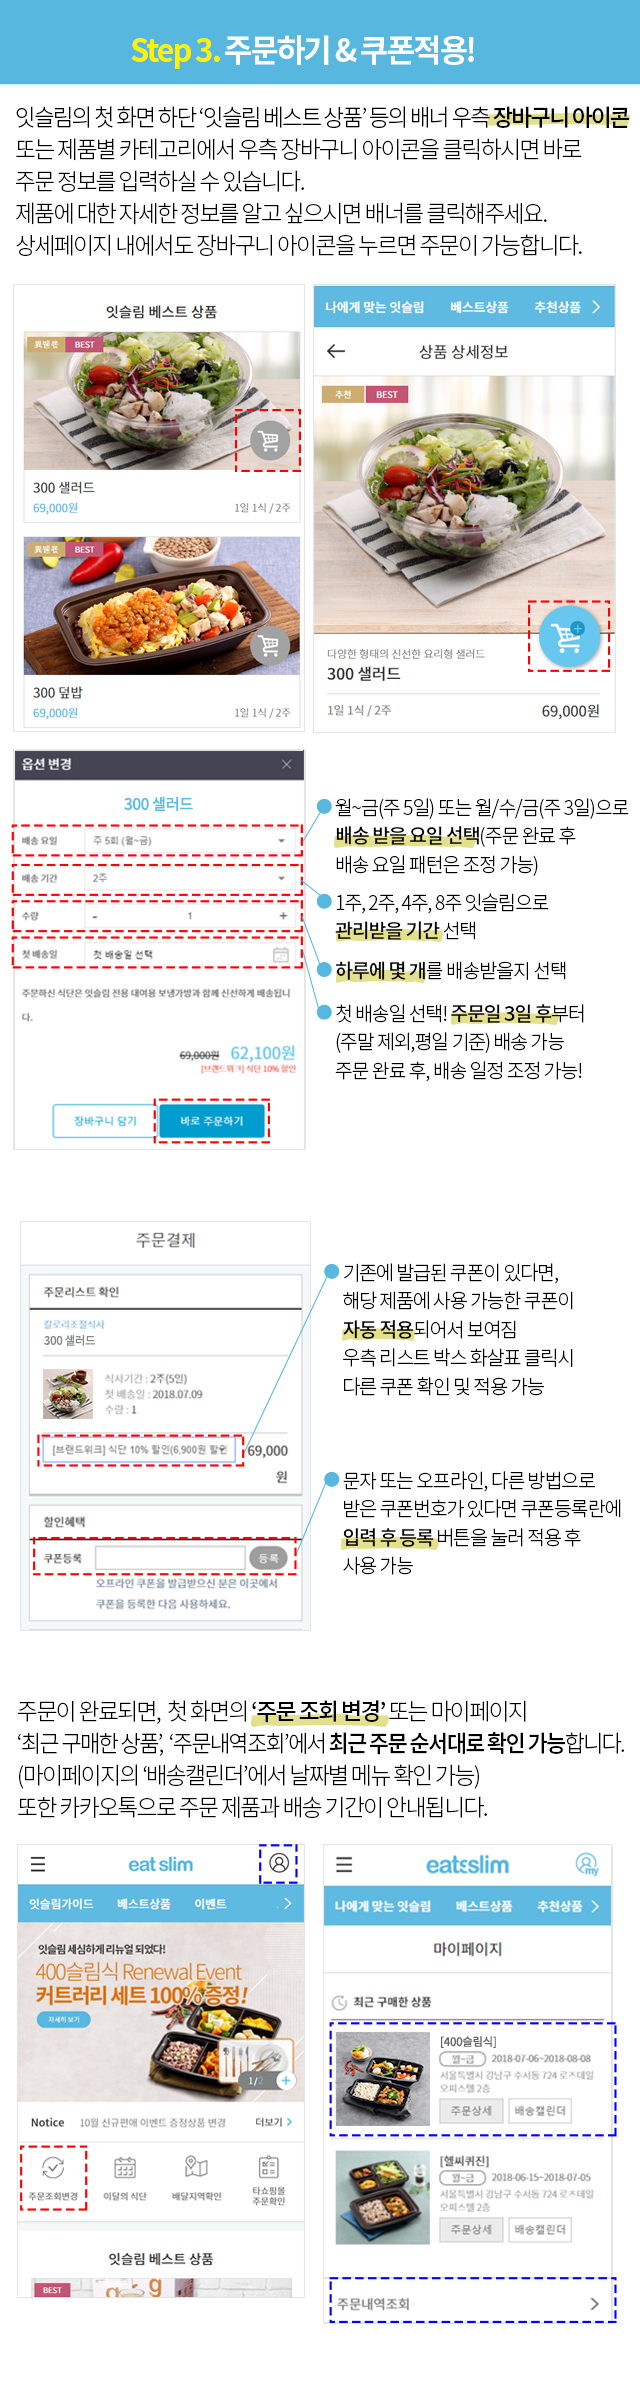 Step 3. 주문하기 & 쿠폰적용!
잇슬림의 첫 화면 하단 ‘잇슬림 베스트 상품’ 등의 배너 우측 장바구니 아이콘
또는 제품별 카테고리에서 우측 장바구니 아이콘을 클릭하시면 바로
주문 정보를 입력하실 수 있습니다.
제품에 대한 자세한 정보를 알고 싶으시면 배너를 클릭해주세요.
상세페이지 내에서도 장바구니 아이콘을 누르면 주문이 가능합니다.
잇슬림 베스트 상품
BEST
300 샐러드
69,000원
1일 1식 / 2주
BEST
300 덮밥
69,000원
1일 1식 / 2주
나에게 맞는 잇슬림 베스트상품 추천상품
상품 상세정보
추천 BEST
다양한 형태의 신선한 요리형 샐러드
300 샐러드
1일 1식 / 2주
69,000원
옵션 변경
300 샐러드
배송 요일 주 5회 (월~금)
배송 기간 2주
수량 - 1 +
첫 배송일 첫 배송일 선택
주문하신 식단은 잇슬림 전용 대여용 보냉가방과 함께 신선하게 배송됩니
다.
69,000원 62,100원
[브랜드위크] 식단 10% 할인
장바구니 담기 바로 주문하기
월~금(주 5일) 또는 월/수/금(주 3일)으로
배송 받을 요일 선택(주문 완료 후
배송 요일 패턴은 조정 가능)
1주, 2주, 4주, 8주 잇슬림으로
관리받을 기간 선택
하루에 몇 개를 배송받을지 선택
첫 배송일 선택! 주문일 3일 후부터
(주말 제외,평일 기준) 배송 가능
주문 완료 후, 배송 일정 조정 가능!
주문결제
주문리스트 확인
칼로리조절식사
300 샐러드
식사기간 : 2주(5일)
첫 배송일 : 2018.07.09
수량 : 1
[브랜드위크] 식단 10% 할인(6,900원 할인
69,000
원
할인혜택
쿠폰등록 등록
오프라인 쿠폰을 발급받으신 분은 이곳에서
쿠폰을 등록한 다음 사용하세요.
기존에 발급된 쿠폰이 있다면,
해당 제품에 사용 가능한 쿠폰이
자동 적용되어서 보여짐
우측 리스트 박스 화살표 클릭시
다른 쿠폰 확인 및 적용 가능
문자 또는 오프라인, 다른 방법으로
받은 쿠폰번호가 있다면 쿠폰등록란에
입력 후 등록 버튼을 눌러 적용 후
사용 가능
주문이 완료되면, 첫 화면의 ‘주문 조회 변경’ 또는 마이페이지
‘최근 구매한 상품’, ‘주문내역조회’에서 최근 주문 순서대로 확인 가능합니다.
(마이페이지의 ‘배송캘린더’에서 날짜별 메뉴 확인 가능)
또한 카카오톡으로 주문 제품과 배송 기간이 안내됩니다.
eat slim
잇슬림가이드 베스트상품 이벤트
잇슬림 세심하게 리뉴얼 되었다!
400슬림식 Renewal Event
커트러리 세트 100% 증정!
자세히 보기
1/2 +
Notice 10월 신규판매 이벤트 증정상품 변경 더보기
주문조회변경 이달의 식단 배달지역확인 타쇼핑몰
주문확인
잇슬림 베스트 상품
BEST
eatsslim
my
나에게 맞는 잇슬림 베스트상품 추천상품
마이페이지
최근 구매한 상품
[400슬림식]
월~금 2018-07-06~2018-08-08
서울특별시 강남구 수서동 724 로즈데일
오피스텔 2층
주문상세 배송캘린더
[헬씨퀴진]
월~금 2018-06-15~2018-07-05
서울특별시 강남구 수서동 724 로즈데일
오피스텔 2층
주문상세 배송캘린더
주문내역조회